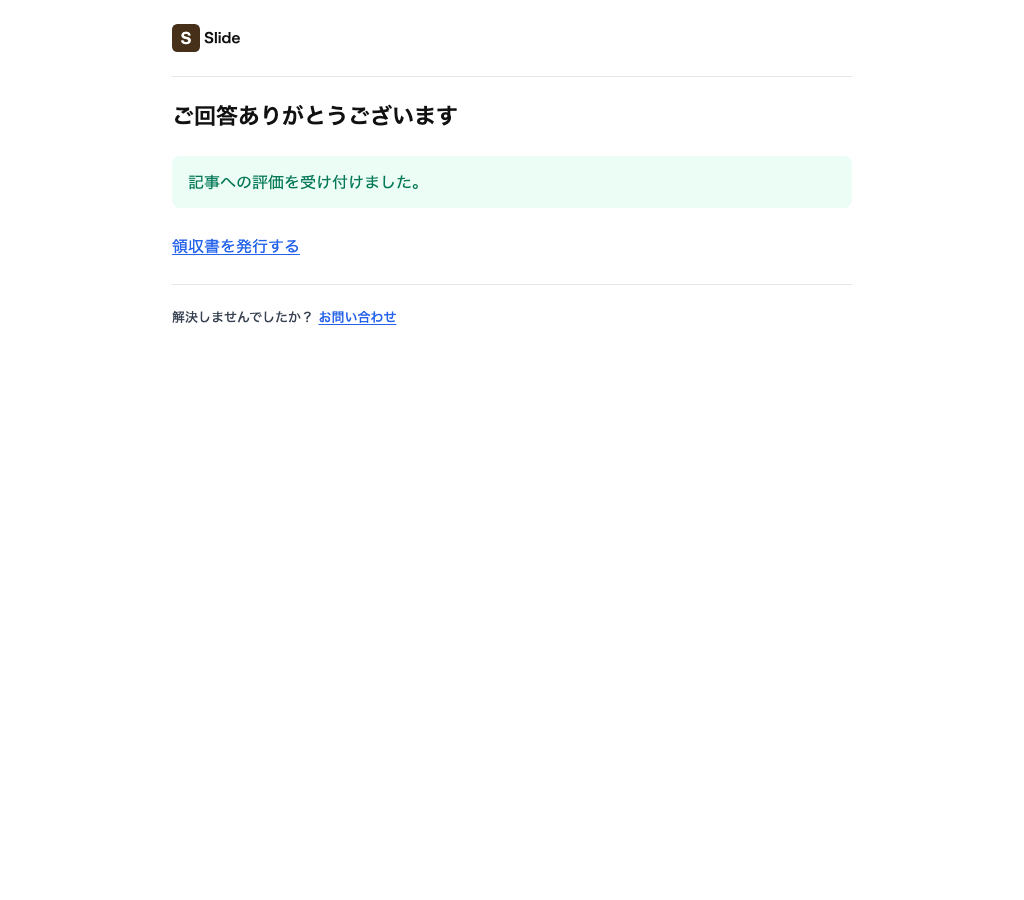 S Slide
ご回答ありがとうございます
記事への評価を受け付けました。
領収書を発行する
解決しませんでしたか？ お問い合わせ